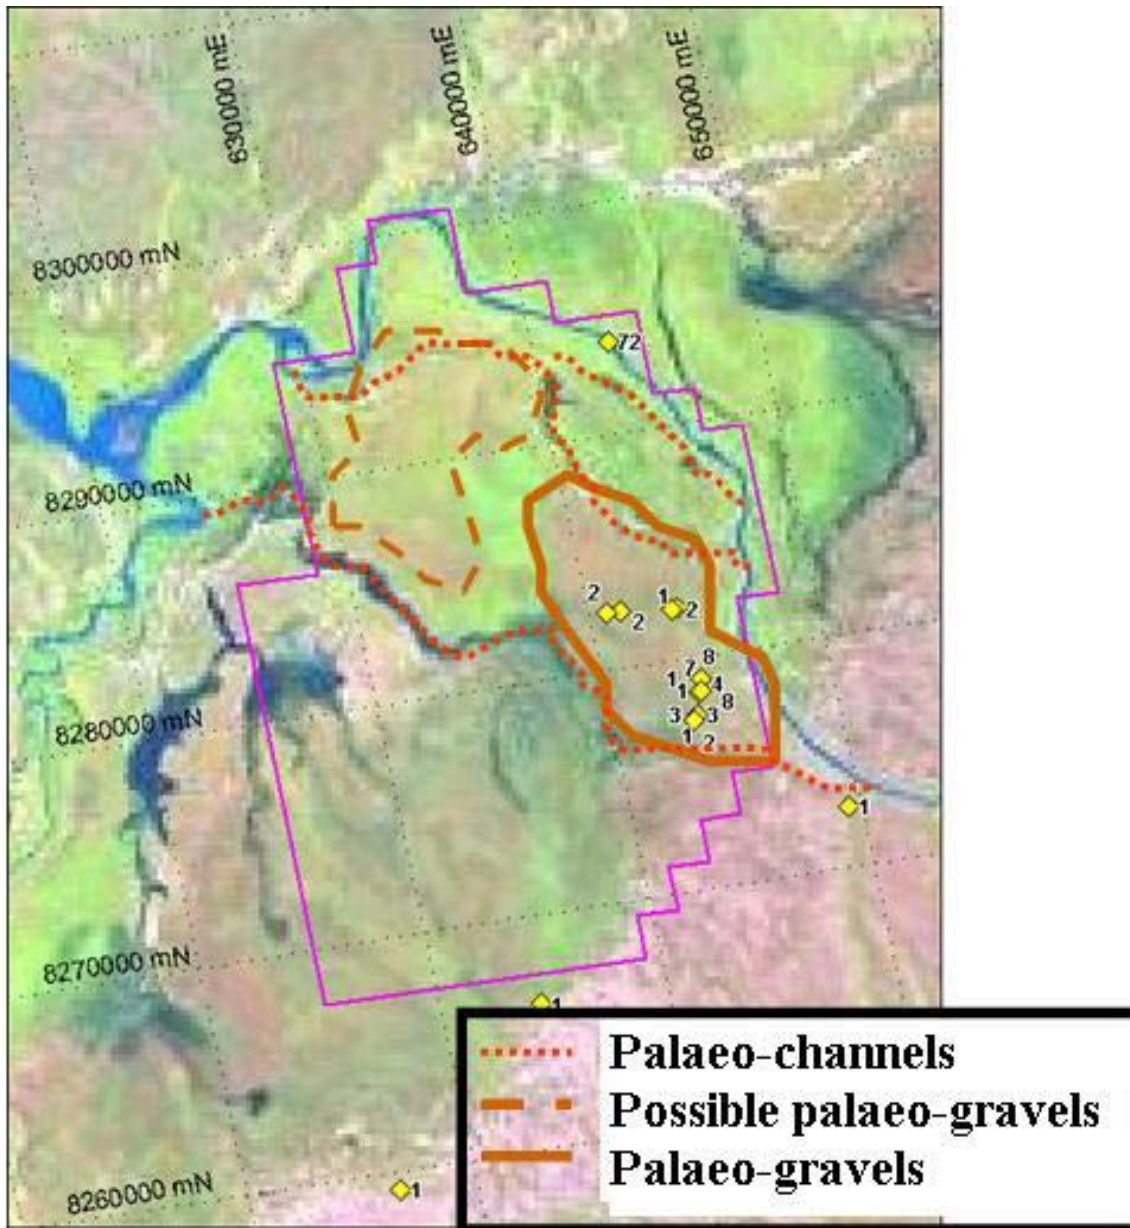 630000 mE
640000 mE
650000 mE
8300000 mN
72
8290000 mN
2
2
1
2
8
7
1
4
1
8
3
3
1
2
8280000 mN
1
8270000 mN
1
Palaeo-channels
Possible palaeo-gravels
Palaeo-gravels
8260000 mN
1